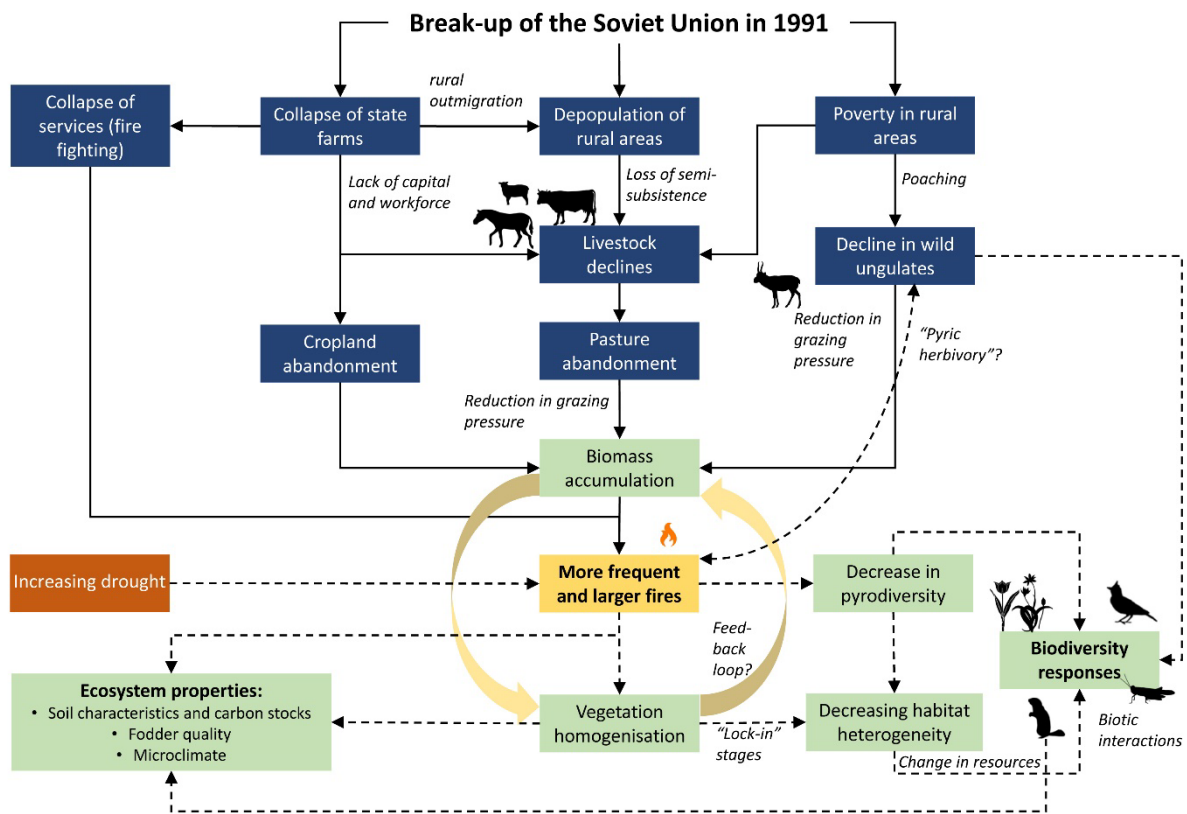 Break-up of the Soviet Union in 1991
rural
outmigration
Collapse of
services (fire
fighting)
Collapse of state
farms
Depopulation of
rural areas
Poverty in rural
areas
Lack of capital
and workforce
Loss of semi-
subsistence
Poaching
Livestock
declines
Decline in wild
ungulates
Cropland
abandonment
Pasture
abandonment
Reduction in
grazing
pressure
“Pyric
herbivory”?
Reduction in grazing
pressure
Biomass
accumulation
Increasing drought
More frequent
and larger fires
Decrease in
pyrodiversity
Feed-
back
loop?
Biodiversity
responses
Ecosystem properties:
• Soil characteristics and carbon stocks
• Fodder quality
• Microclimate
Vegetation
homogenisation
“Lock-in”
stages
Decreasing habitat
heterogeneity
Biotic
interactions
Change in resources